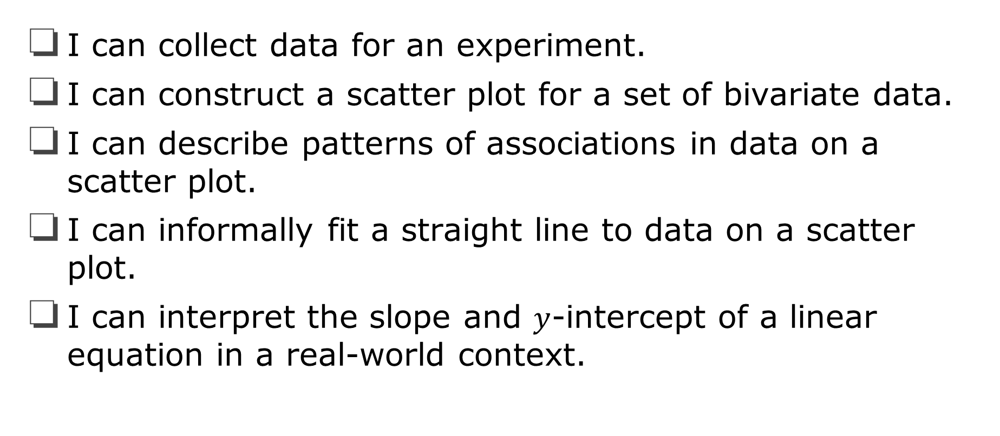 ❏ I can collect data for an experiment.
❏ I can construct a scatter plot for a set of bivariate data.
❏ I can describe patterns of associations in data on a
scatter plot.
❏ I can informally fit a straight line to data on a scatter
plot.
❏ I can interpret the slope and y-intercept of a linear
equation in a real-world context.